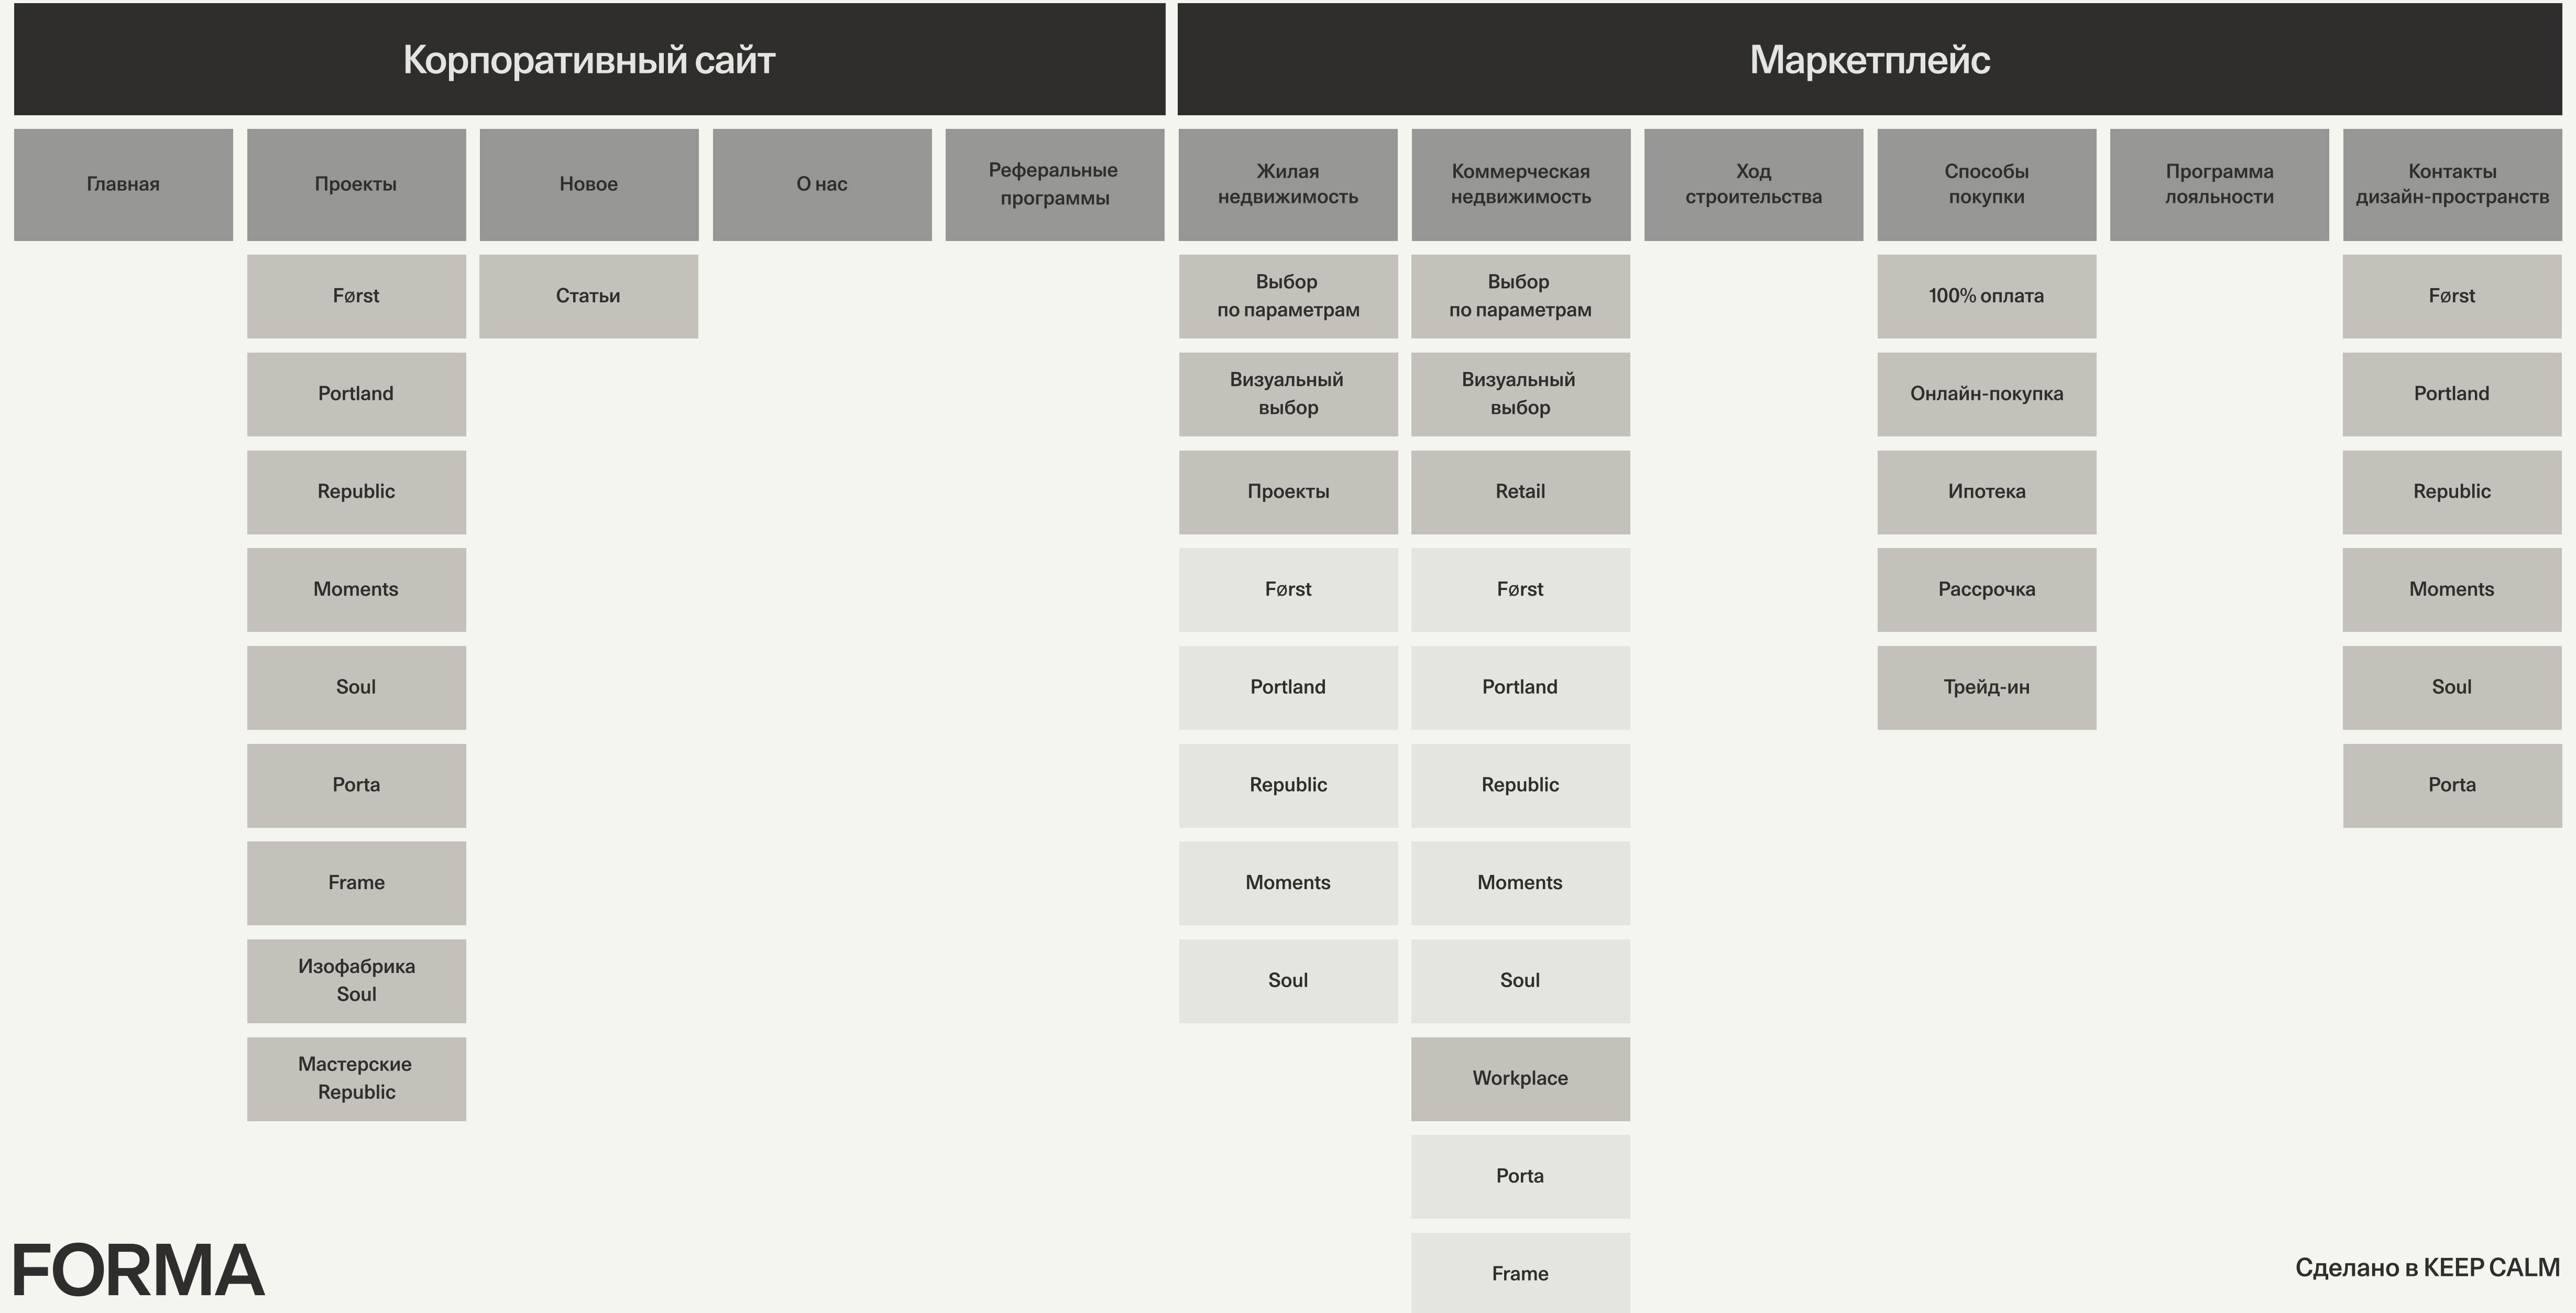 Корпоративный сайт
Маркетплейс
Главная
Проекты
Новое
О нас
Реферальные
программы
Жилая
недвижимость
Коммерческая
недвижимость
Ход
строительства
Способы
покупки
Программа
лояльности
Контакты
дизайн-пространств
Første
Portland
Republic
Moments
Soul
Porta
Frame
Изофабрика
Soul
Мастерские
Republic
Статьи
Выбор
по параметрам
Визуальный
выбор
Проекты
Først
Portland
Republic
Moments
Soul
Выбор
по параметрам
Визуальный
выбор
Retail
Først
Portland
Republic
Moments
Soul
Workplace
Porta
Frame
100% оплата
Онлайн-покупка
Ипотека
Рассрочка
Трейд-ин
Først
Portland
Republic
Moments
Soul
Porta
FORMA
Сделано в KEEP CALM